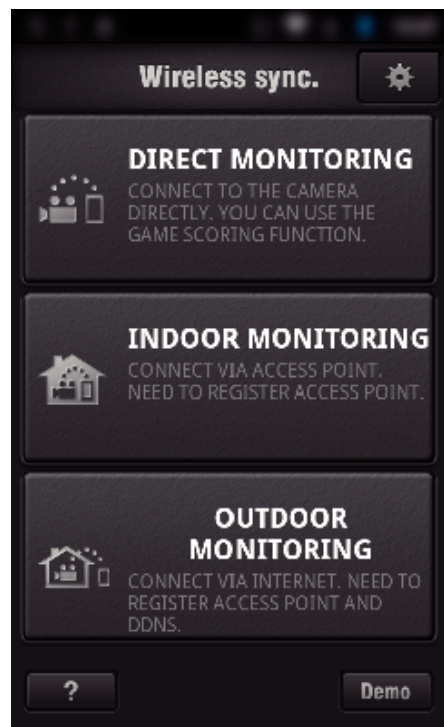 Wireless sync.
DIRECT MONITORING
CONNECT TO THE CAMERA
DIRECTLY. YOU CAN USE THE
GAME SCORING FUNCTION.
INDOOR MONITORING
CONNECT VIA ACCESS POINT.
NEED TO REGISTER ACCESS POINT.
OUTDOOR
MONITORING
CONNECT VIA INTERNET. NEED TO
REGISTER ACCESS POINT AND
DDNS.
?
Demo